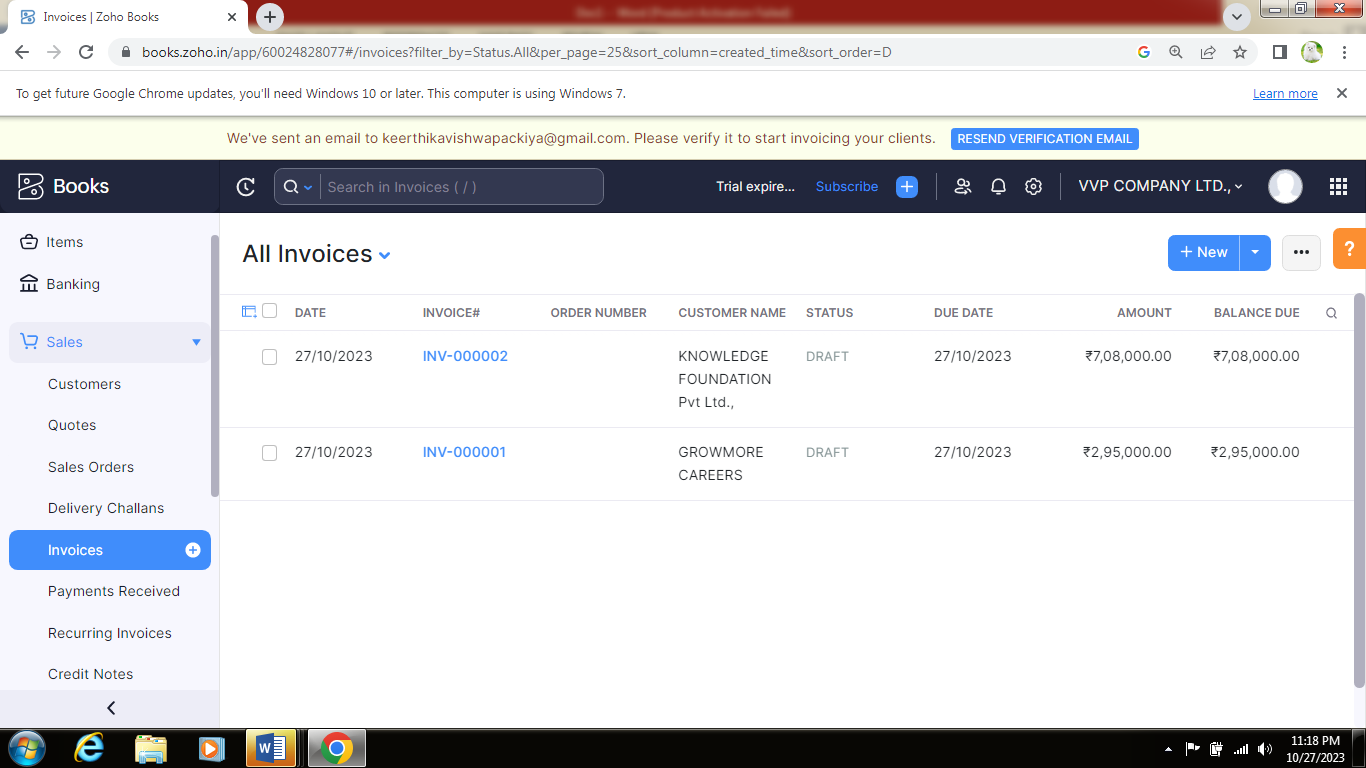 Doc1 - Word (Product Activation Failed)
Invoices | Zoho Books
books.zoho.in/app/60024828077#/invoices?filter_by=Status.All&per_page=25&sort_column=created_time&sort_order=D
To get future Google Chrome updates, you'll need Windows 10 or later. This computer is using Windows 7.
Learn more
We've sent an email to keerthikavishwapackiya@gmail.com. Please verify it to start invoicing your clients.
RESEND VERIFICATION EMAIL
Books
Search in Invoices ( / )
Trial expire...
Subscribe
VVP COMPANY LTD.,
Items
Banking
Sales
Customers
Quotes
Sales Orders
Delivery Challans
Invoices
Payments Received
Recurring Invoices
Credit Notes
All Invoices
+ New
?
DATE INVOICE# ORDER NUMBER CUSTOMER NAME STATUS DUE DATE AMOUNT BALANCE DUE
27/10/2023 INV-000002 KNOWLEDGE DRAFT 27/10/2023 ₹7,08,000.00 ₹7,08,000.00
FOUNDATION
Pvt Ltd.,
27/10/2023 INV-000001 GROWMORE DRAFT 27/10/2023 ₹2,95,000.00 ₹2,95,000.00
CAREERS
11:18 PM
10/27/2023